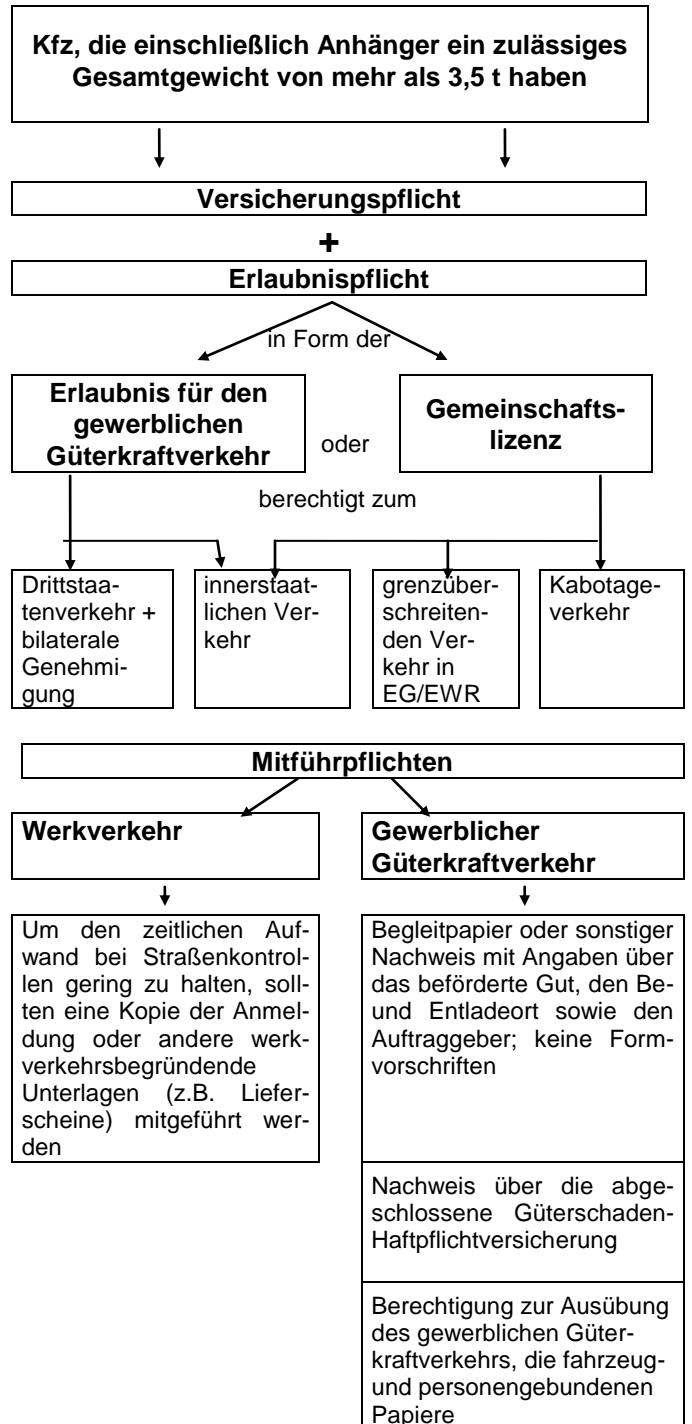 Kfz, die einschließlich Anhänger ein zulässiges
Gesamtgewicht von mehr als 3,5 t haben
Versicherungspflicht
+
Erlaubnispflicht
in Form der
Erlaubnis für den
gewerblichen
Güterkraftverkehr
oder
Gemeinschafts-
lizenz
berechtigt zum
Drittstaa-
tenverkehr +
bilaterale
Genehmi-
gung
innerstaat-
lichen Ver-
kehr
grenzüber-
schreiten-
den Ver-
kehr in
EG/EWR
Kabotage-
verkehr
Mitführpflichten
Werkverkehr
Um den zeitlichen Auf-
wand bei Straßenkontrol-
len gering zu halten, soll-
ten eine Kopie der Anmel-
dung oder andere werk-
verkehrsbegründende
Unterlagen (z.B. Liefer-
scheine) mitgeführt wer-
den
Gewerblicher
Güterkraftverkehr
Begleitpapier oder sonstiger
Nachweis mit Angaben über
das beförderte Gut, den Be-
und Entladeort sowie den
Auftraggeber; keine Form-
vorschriften
Nachweis über die abge-
schlossene Güterschaden-
Haftpflichtversicherung
Berechtigung zur Ausübung
des gewerblichen Güter-
kraftverkehrs, die fahrzeug-
und personengebundenen
Papiere